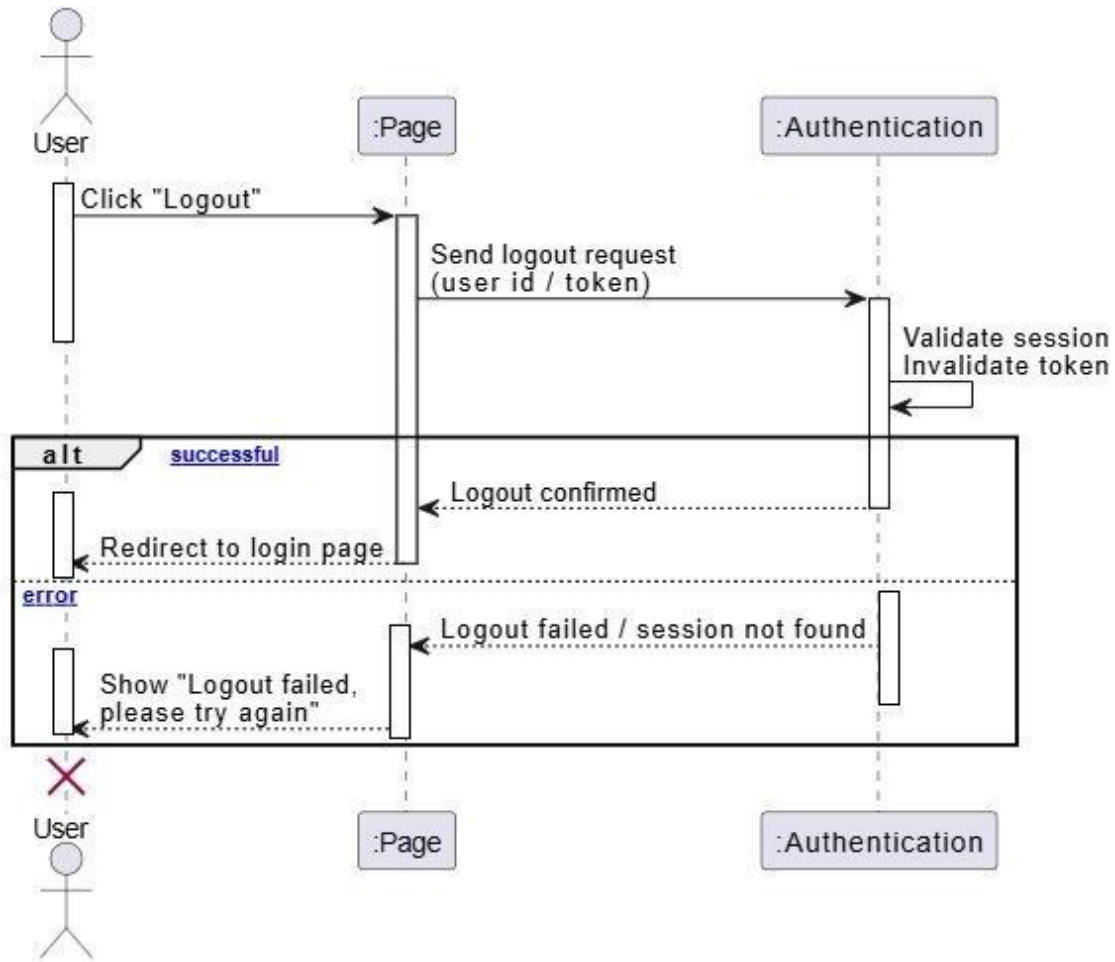 User
:Page
:Authentication
Click "Logout"
Send logout request
(user id / token)
Validate session
Invalidate token
alt
successful
Logout confirmed
Redirect to login page
error
Logout failed / session not found
Show "Logout failed,
please try again"
User
:Page
:Authentication